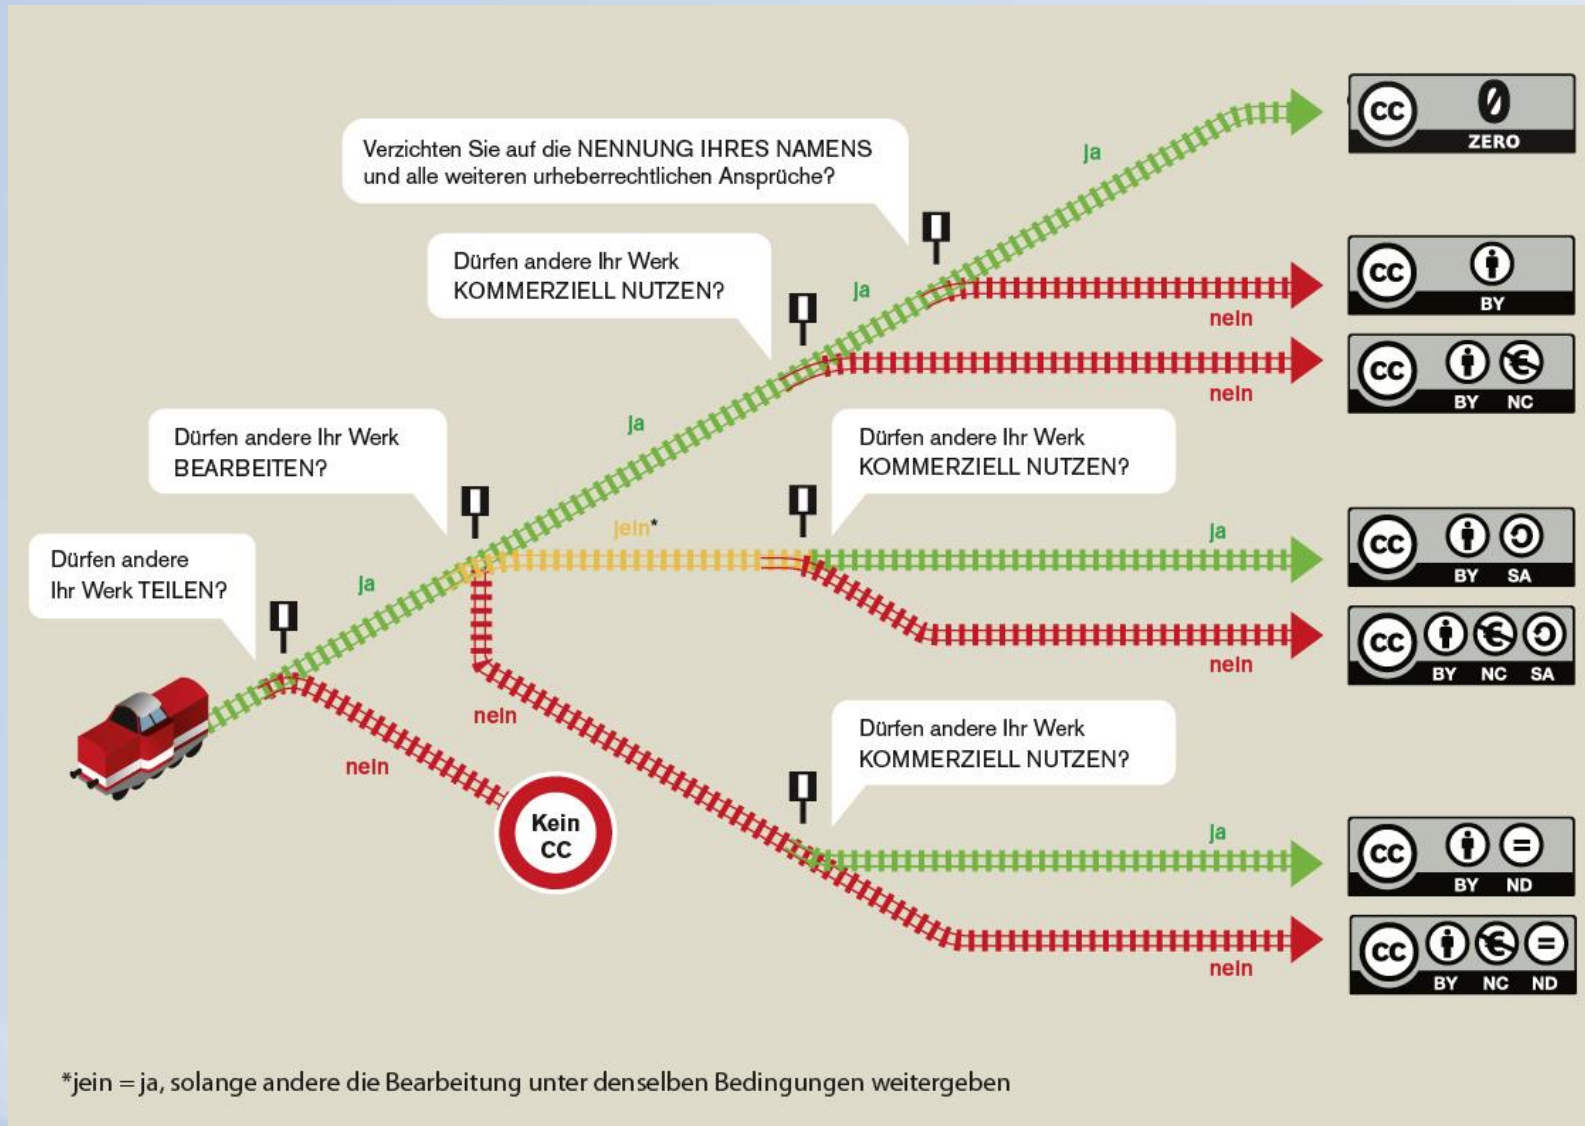 Verzichten Sie auf die NENNUNG IHRES NAMENS
und alle weiteren urheberrechtlichen Ansprüche?
ja
cc
ZERO
Dürfen andere Ihr Werk
KOMMERZIELL NUTZEN?
ja
nein
cc
BY
nein
cc
BY NC
Dürfen andere Ihr Werk
BEARBEITEN?
ja
Dürfen andere Ihr Werk
KOMMERZIELL NUTZEN?
jein*
ja
cc
BY SA
Dürfen andere
Ihr Werk TEILEN?
ja
nein
cc
BY NC SA
nein
nein
Kein
CC
Dürfen andere Ihr Werk
KOMMERZIELL NUTZEN?
ja
cc
BY ND
nein
cc
BY NC ND
*jein = ja, solange andere die Bearbeitung unter denselben Bedingungen weitergeben